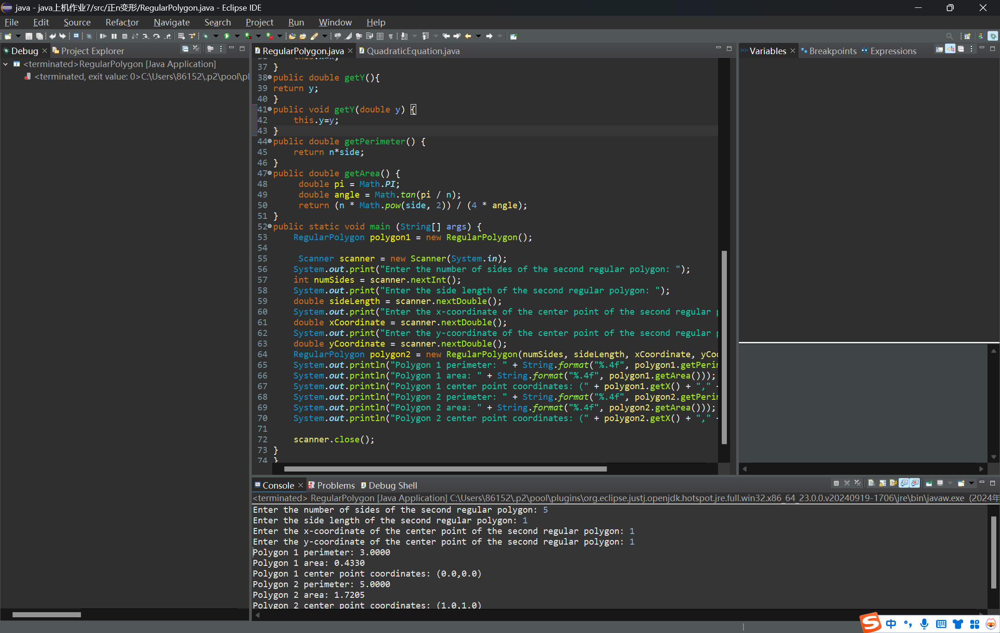 java - java上机作业7/src/正n变形/RegularPolygon.java - Eclipse IDE
File Edit Source Refactor Navigate Search Project Run Window Help
Debug Project Explorer
<terminated>RegularPolygon [Java Application]
<terminated, exit value: 0>C:\Users\86152\.p2\pool\pl
RegularPolygon.java QuadraticEquation.java
36 this.x=x;
37 }
38 public double getY(){
39 return y;
40 }
41 public void getY(double y) {
42 this.y=y;
43 }
44 public double getPerimeter() {
45 return n*side;
46 }
47 public double getArea() {
48 double pi = Math.PI;
49 double angle = Math.tan(pi / n);
50 return (n * Math.pow(side, 2)) / (4 * angle);
51 }
52 public static void main (String[] args) {
53 RegularPolygon polygon1 = new RegularPolygon();
54
55 Scanner scanner = new Scanner(System.in);
56 System.out.print("Enter the number of sides of the second regular polygon: ");
57 int numSides = scanner.nextInt();
58 System.out.print("Enter the side length of the second regular polygon: ");
59 double sideLength = scanner.nextDouble();
60 System.out.print("Enter the x-coordinate of the center point of the second regular
61 double xCoordinate = scanner.nextDouble();
62 System.out.print("Enter the y-coordinate of the center point of the second regular
63 double yCoordinate = scanner.nextDouble();
64 RegularPolygon polygon2 = new RegularPolygon(numSides, sideLength, xCoordinate, yCoo
65 System.out.println("Polygon 1 perimeter: " + String.format("%.4f", polygon1.getPerim
66 System.out.println("Polygon 1 area: " + String.format("%.4f", polygon1.getArea()));
67 System.out.println("Polygon 1 center point coordinates: (" + polygon1.getX() + "," +
68 System.out.println("Polygon 2 perimeter: " + String.format("%.4f", polygon2.getPerim
69 System.out.println("Polygon 2 area: " + String.format("%.4f", polygon2.getArea()));
70 System.out.println("Polygon 2 center point coordinates: (" + polygon2.getX() + "," +
71
72 scanner.close();
73 }
74 }
Variables Breakpoints Expressions
Console Problems Debug Shell
<terminated> RegularPolygon [Java Application] C:\Users\86152\.p2\pool\plugins\org.eclipse.justj.openjdk.hotspot.jre.full.win32.x86_64_23.0.0.v20240919-1706\jre\bin\javaw.exe (2024年
Enter the number of sides of the second regular polygon: 5
Enter the side length of the second regular polygon: 1
Enter the x-coordinate of the center point of the second regular polygon: 1
Enter the y-coordinate of the center point of the second regular polygon: 1
Polygon 1 perimeter: 3.0000
Polygon 1 area: 0.4330
Polygon 1 center point coordinates: (0.0,0.0)
Polygon 2 perimeter: 5.0000
Polygon 2 area: 1.7205
Polygon 2 center point coordinates: (1.0,1.0)
中